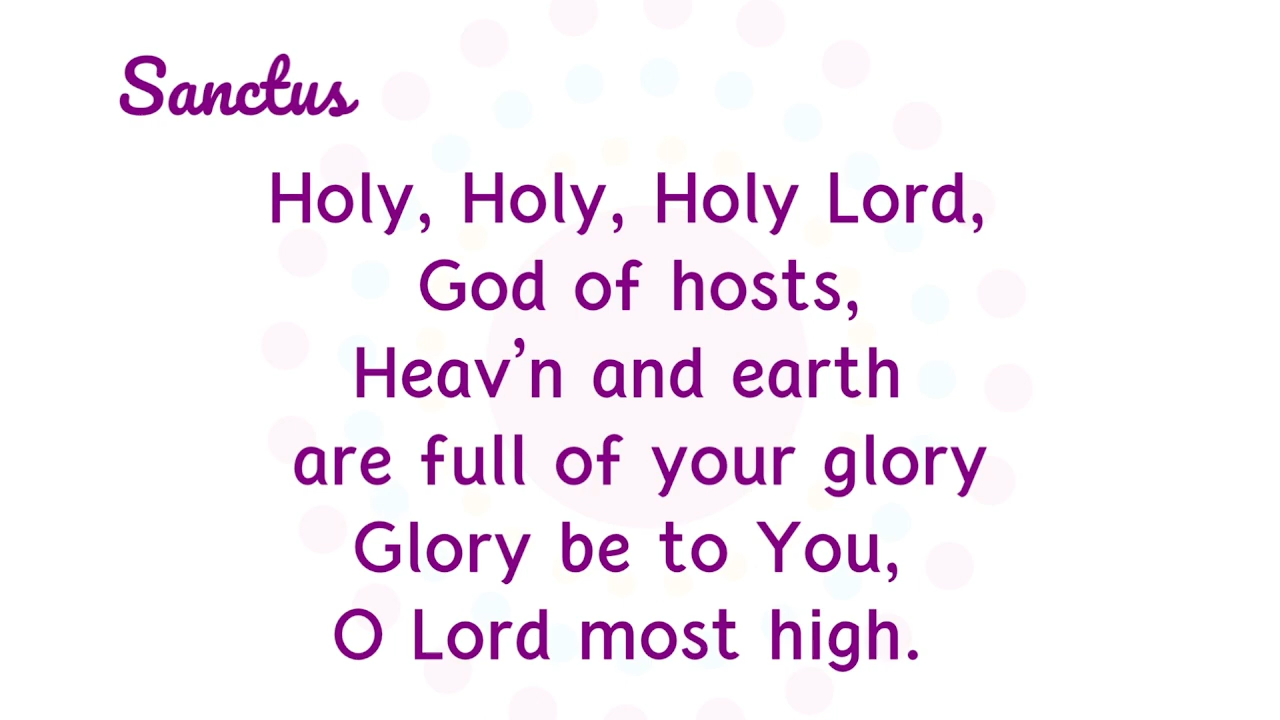 Sanctus
Holy, Holy, Holy Lord,
God of hosts,
Heav’n and earth
are full of your glory
Glory be to You,
O Lord most high.